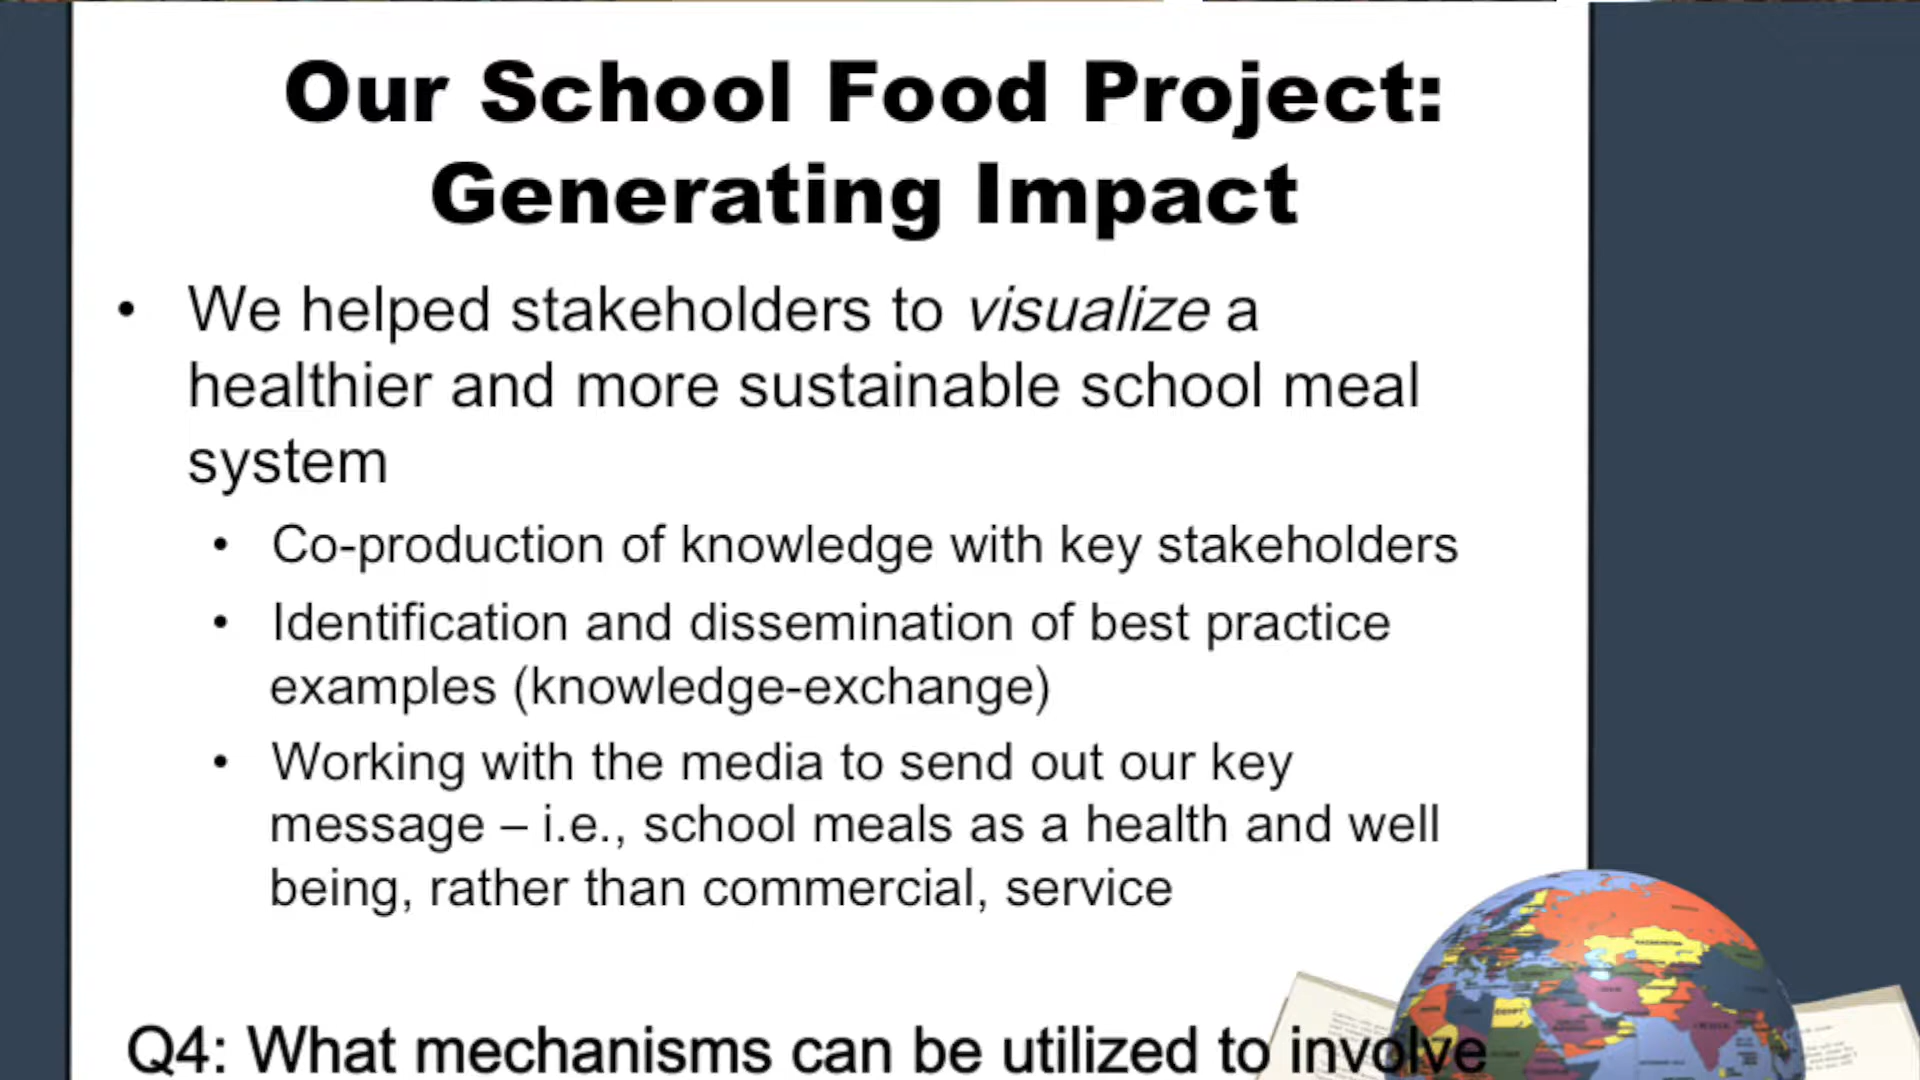 Our School Food Project:
Generating Impact
• We helped stakeholders to visualize a
healthier and more sustainable school meal
system
• Co-production of knowledge with key stakeholders
• Identification and dissemination of best practice
examples (knowledge-exchange)
• Working with the media to send out our key
message – i.e., school meals as a health and well
being, rather than commercial, service
Q4: What mechanisms can be utilized to involve